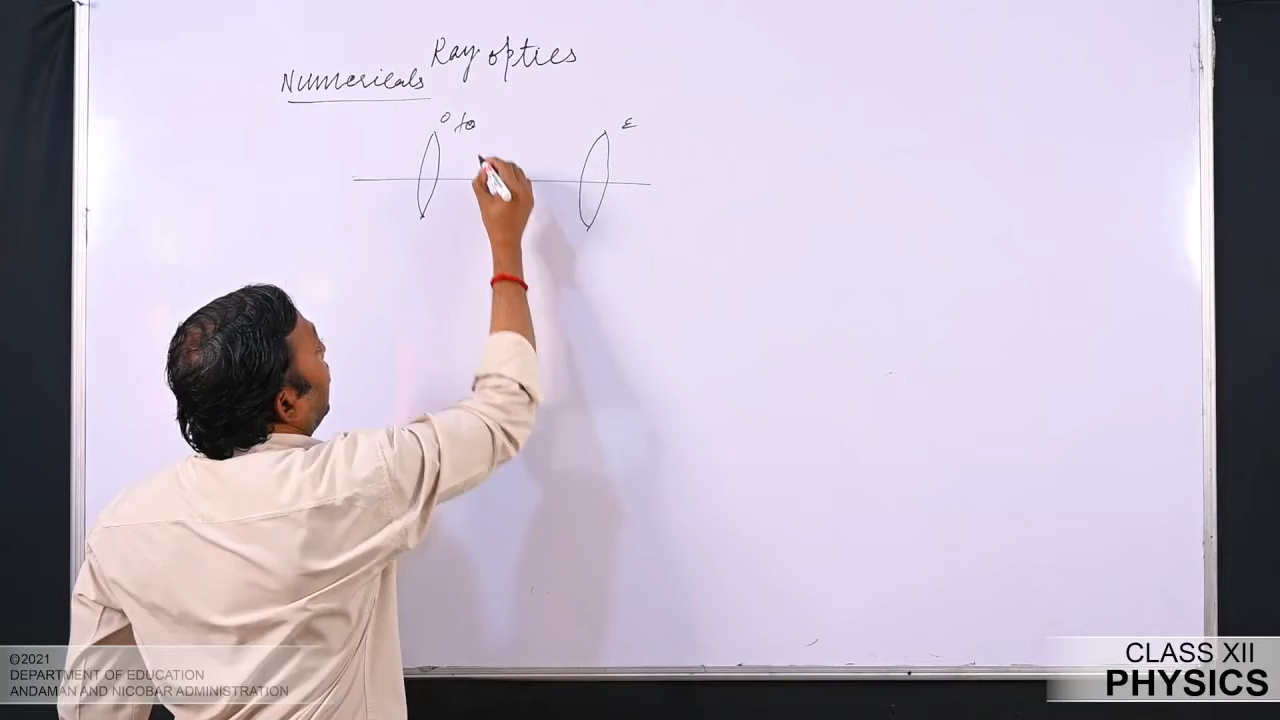 Ray optics
Numericals
O fo E
©2021
DEPARTMENT OF EDUCATION
ANDAMAN AND NICOBAR ADMINISTRATION
CLASS XII
PHYSICS